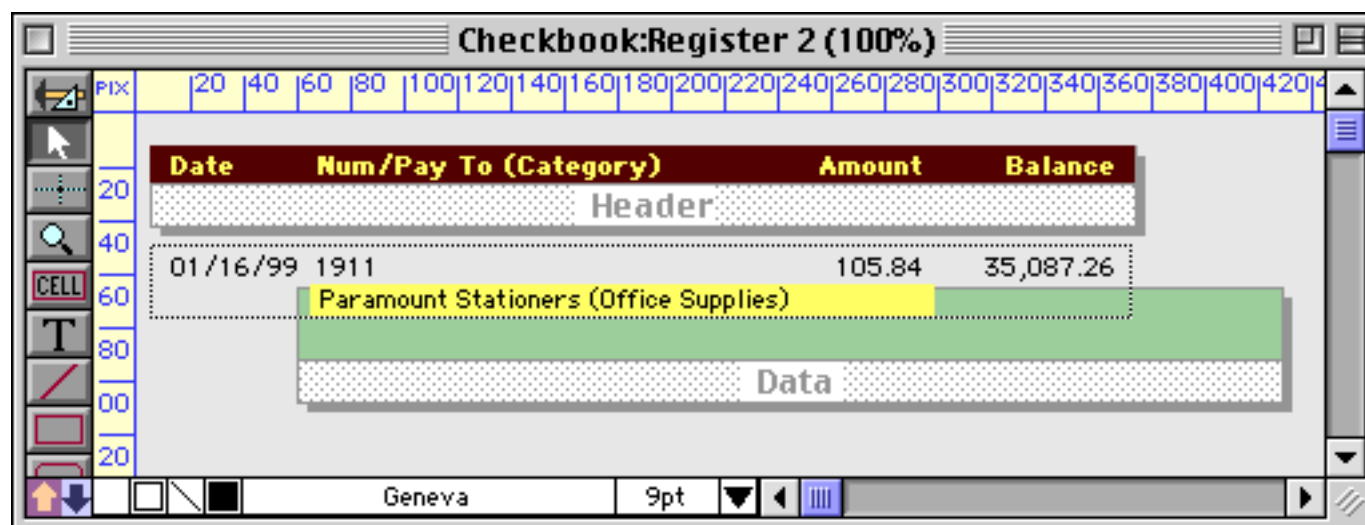 Checkbook:Register 2 (100%)
PIX |20 |40 |60 |80 |100|120|140|160|180|200|220|240|260|280|300|320|340|360|380|400|420|4
Date Num/Pay To (Category) Amount Balance
20
Header
40
01/16/99 1911 105.84 35,087.26
CELL
60
Paramount Stationers (Office Supplies)
T
80
Data
00
20
Geneva 9pt